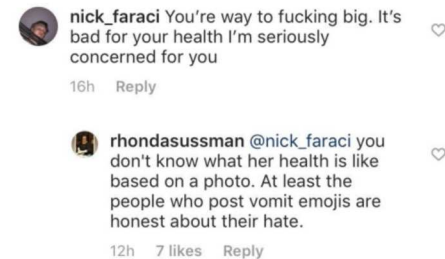 nick_faraci You're way to fucking big. It's
bad for your health I'm seriously
concerned for you
16h Reply
rhondasussman @nick_faraci you
don't know what her health is like
based on a photo. At least the
people who post vomit emojis are
honest about their hate.
12h 7 likes Reply